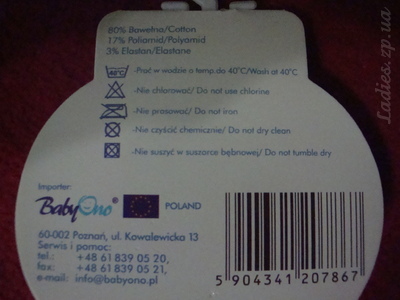 80% Bawełna/Cotton
17% Poliamid/Polyamid
3% Elastan/Elastane
40°C -Prać w wodzie o temp.do 40°C/Wash at 40°C
-Nie chlorować/ Do not use chlorine
-Nie prasować/ Do not iron
-Nie czyścić chemicznie/ Do not dry clean
-Nie suszyć w suszarce bębnowej/ Do not tumble dry
Importer:
BabyOno® POLAND
60-002 Poznań, ul. Kowalewicka 13
Serwis i pomoc:
tel.: +48 61 839 05 20,
fax: +48 61 839 05 21,
e-mail: info@babyono.pl
5 904341 207867
Ladies.zp.ua